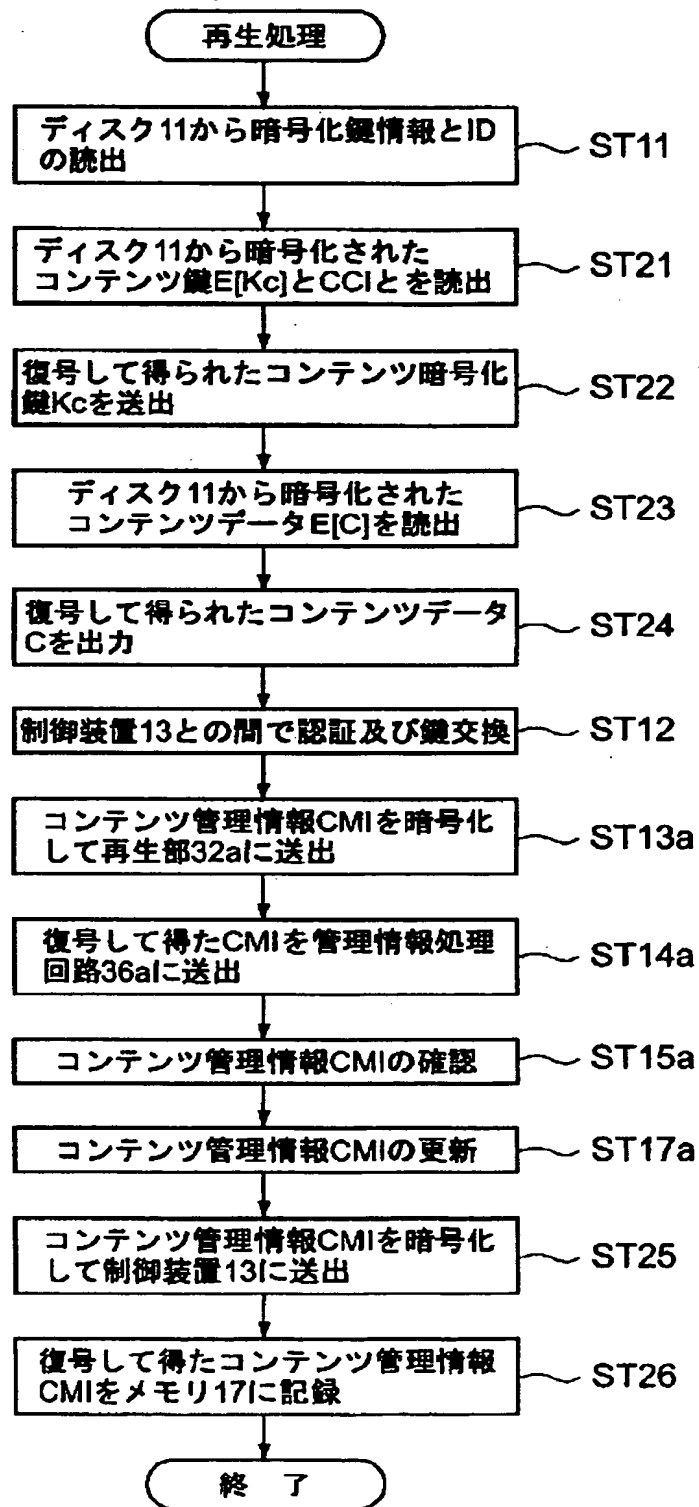 再生処理
ディスク11から暗号化鍵情報とID
の読出
ST11
ディスク11から暗号化された
コンテンツ鍵E[Kc]とCCIとを読出
ST21
復号して得られたコンテンツ暗号化
鍵Kcを送出
ST22
ディスク11から暗号化された
コンテンツデータE[C]を読出
ST23
復号して得られたコンテンツデータ
Cを出力
ST24
制御装置13との間で認証及び鍵交換
ST12
コンテンツ管理情報CMIを暗号化
して再生部32aに送出
ST13a
復号して得たCMIを管理情報処理
回路36aに送出
ST14a
コンテンツ管理情報CMIの確認
ST15a
コンテンツ管理情報CMIの更新
ST17a
コンテンツ管理情報CMIを暗号化
して制御装置13に送出
ST25
復号して得たコンテンツ管理情報
CMIをメモリ17に記録
ST26
終 了